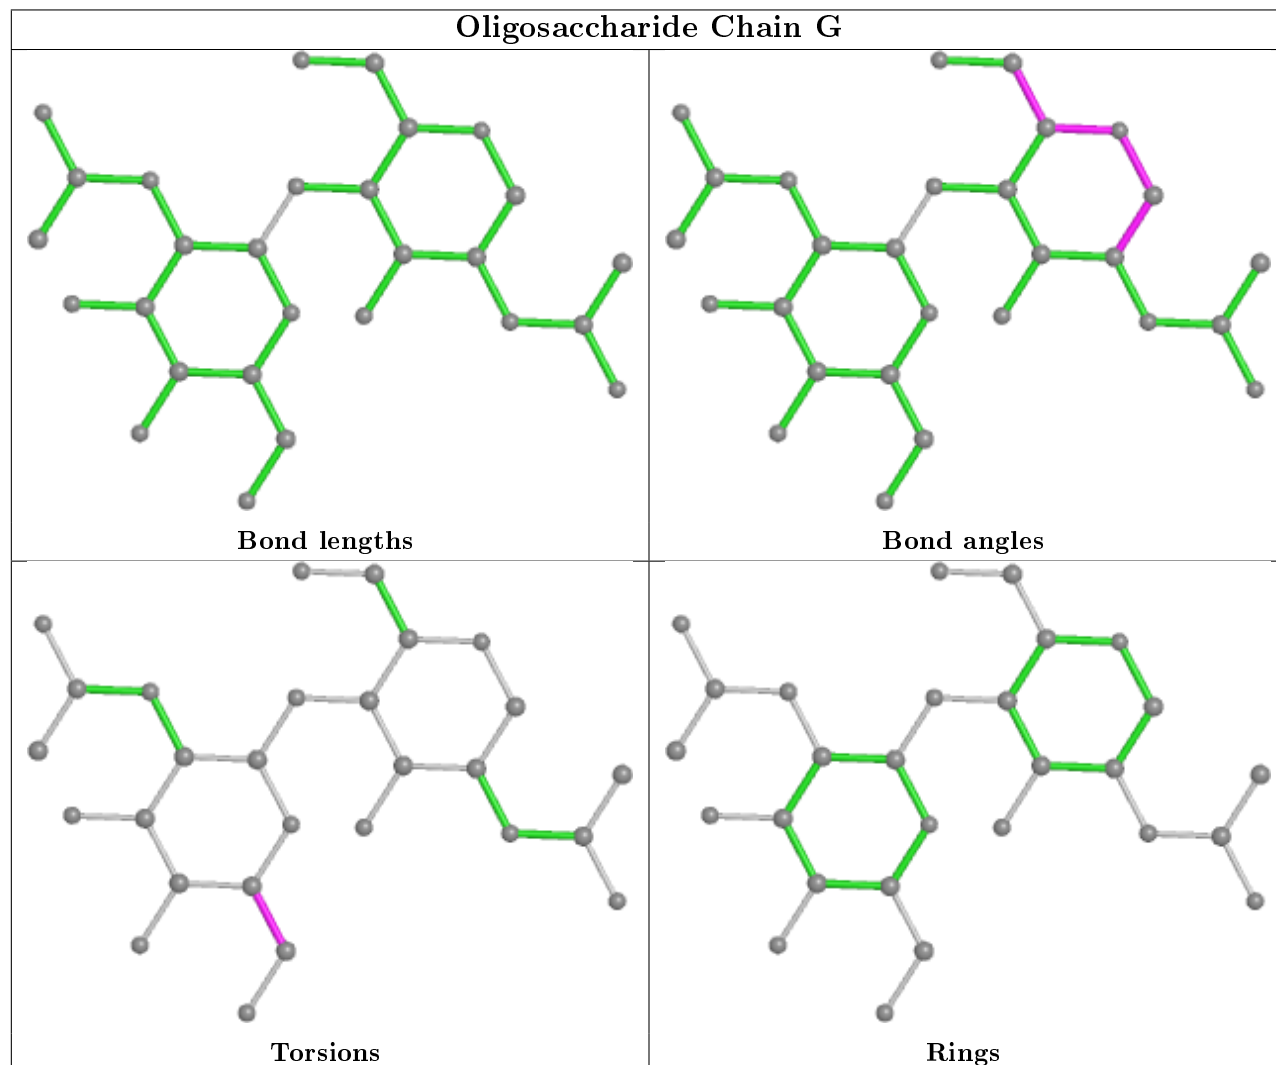 Oligosaccharide Chain G
Bond lengths
Bond angles
Torsions
Rings